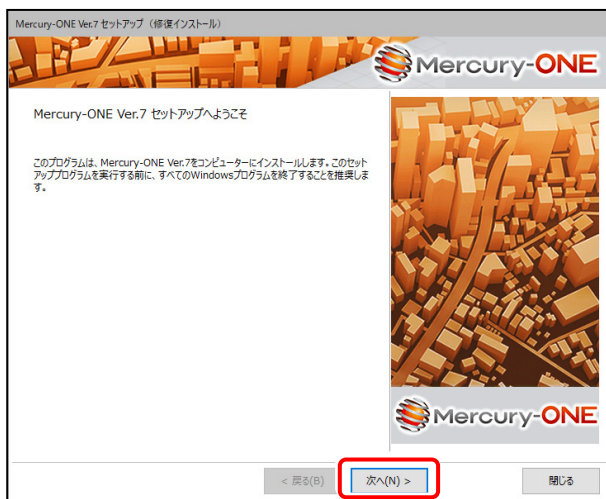 Mercury-ONE Ver.7 セットアップ（修復インストール）
Mercury-ONE
Mercury-ONE Ver.7 セットアップへようこそ
このプログラムは、Mercury-ONE Ver.7をコンピューターにインストールします。このセット
アッププログラムを実行する前に、すべてのWindowsプログラムを終了することを推奨しま
す。
Mercury-ONE
< 戻る(B)
次へ(N) >
閉じる